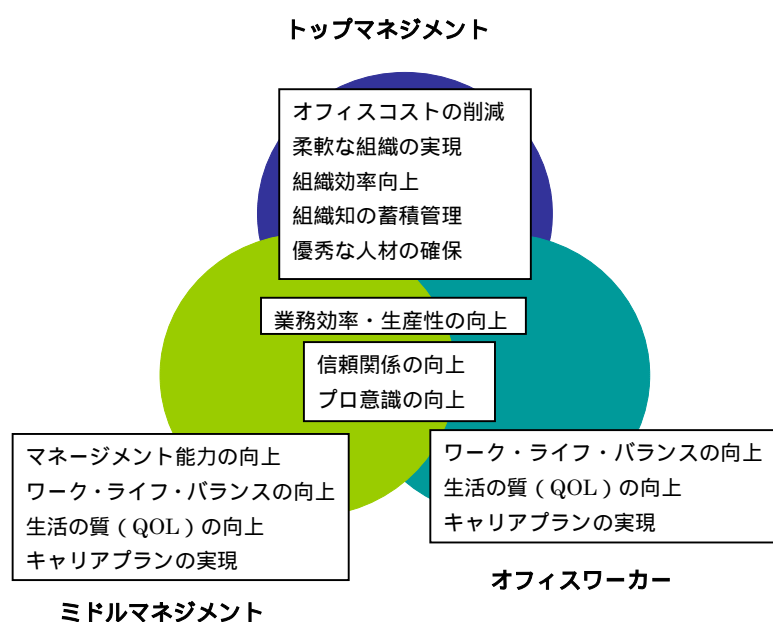 トップマネジメント
オフィスコストの削減
柔軟な組織の実現
組織効率向上
組織知の蓄積管理
優秀な人材の確保
業務効率・生産性の向上
信頼関係の向上
プロ意識の向上
マネージメント能力の向上
ワーク・ライフ・バランスの向上
生活の質（QOL）の向上
キャリアプランの実現
ミドルマネジメント
ワーク・ライフ・バランスの向上
生活の質（QOL）の向上
キャリアプランの実現
オフィスワーカー